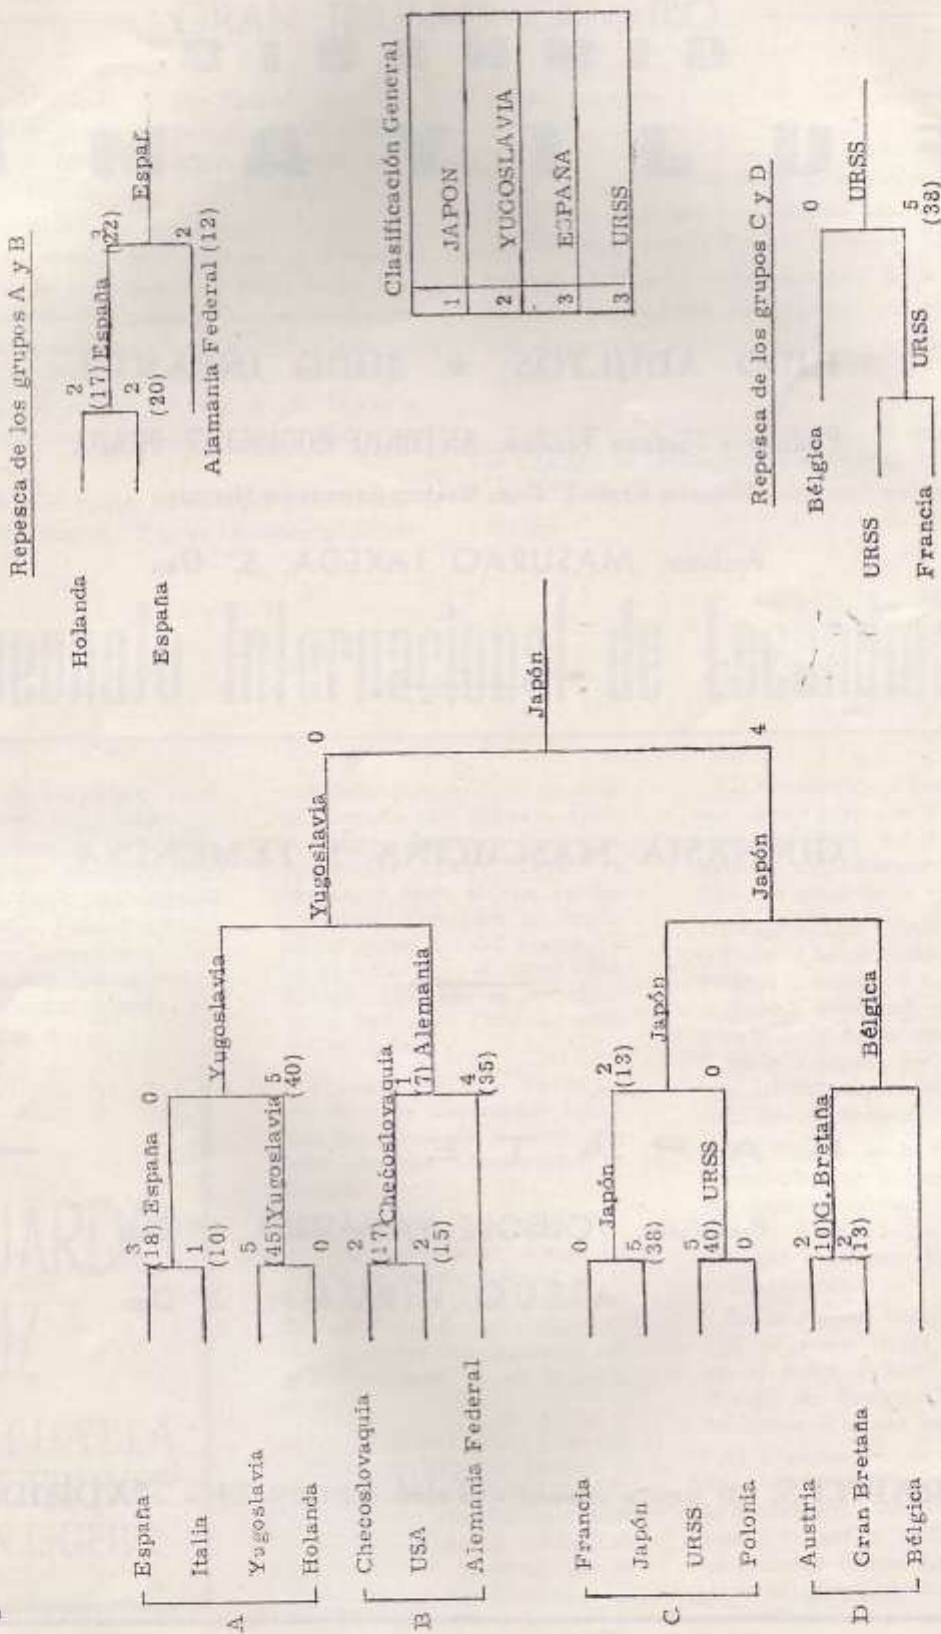 Repesca de los grupos A y B
Holanda
2
(17)
España
2
(20)
España
3
(22)
Alamania Federal
2
(12)
Españ
Clasificación General
1 JAPON
2 YUGOSLAVIA
3 ESPAÑA
3 URSS
Repesca de los grupos C y D
Bélgica
0
URSS
Francia
URSS
5
(38)
URSS
A
España
3
(18)
Italia
1
(10)
Yugoslavia
5
(45)
Holanda
0
España
0
Yugoslavia
5
(40)
Yugoslavia
B
Checoslovaquia
2
(17)
USA
2
(15)
Alemania Federal
Checoslovaquia
1
(7)
4
(35)
Alemania
Yugoslavia
0
C
Francia
0
Japón
5
(38)
URSS
5
40)
Polonia
0
Japón
2
(13)
URSS
0
Japón
D
Austria
2
(10)
Gran Bretaña
2
(13)
Bélgica
G. Bretaña
Bélgica
Japón
4
Japón